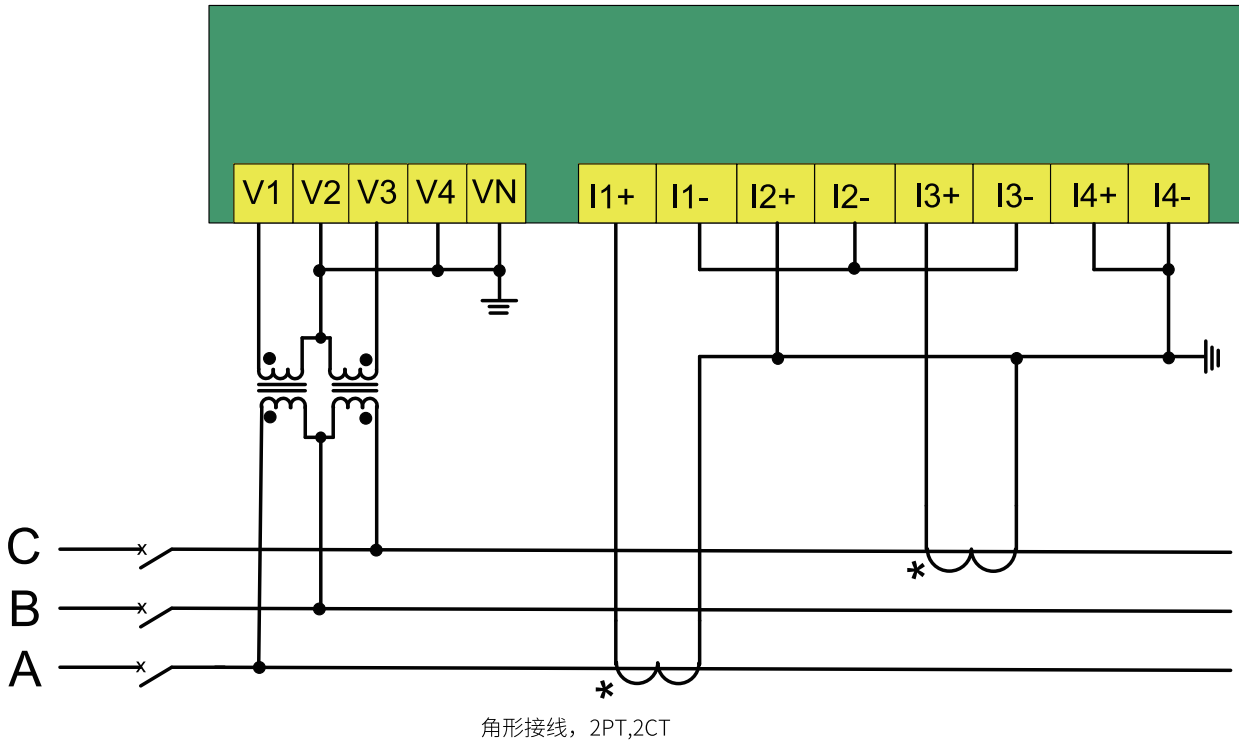 V1 V2 V3 V4 VN I1+ I1- I2+ I2- I3+ I3- I4+ I4-
C x
*
B x
A x
*
角形接线，2PT,2CT